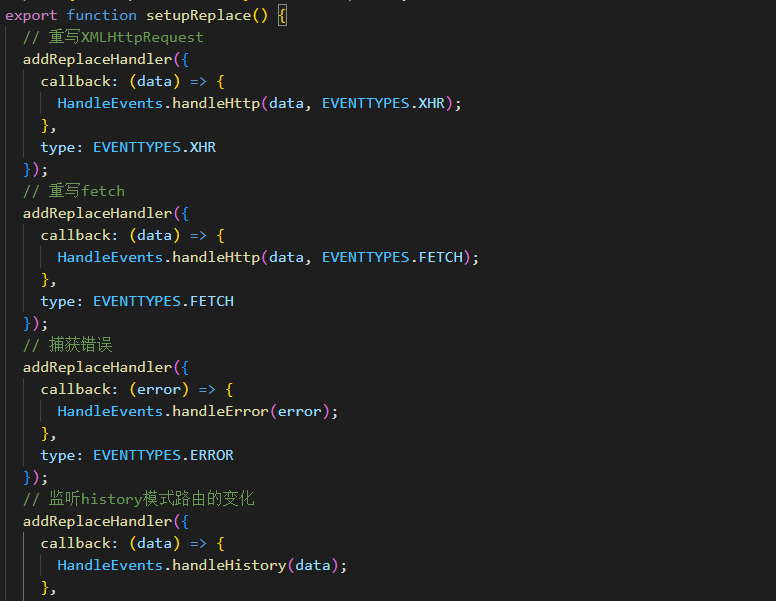 export function setupReplace() {
  // 重写XMLHttpRequest
  addReplaceHandler({
    callback: (data) => {
      HandleEvents.handleHttp(data, EVENTTYPES.XHR);
    },
    type: EVENTTYPES.XHR
  });
  // 重写fetch
  addReplaceHandler({
    callback: (data) => {
      HandleEvents.handleHttp(data, EVENTTYPES.FETCH);
    },
    type: EVENTTYPES.FETCH
  });
  // 捕获错误
  addReplaceHandler({
    callback: (error) => {
      HandleEvents.handleError(error);
    },
    type: EVENTTYPES.ERROR
  });
  // 监听history模式路由的变化
  addReplaceHandler({
    callback: (data) => {
      HandleEvents.handleHistory(data);
    },